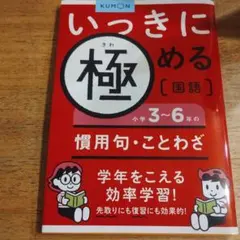 KUMON
いっきに
きわ
極める
[国語]
小学3~6年の
慣用句・ことわざ
学年をこえる
効率学習!
先取りにも復習にも効果的!